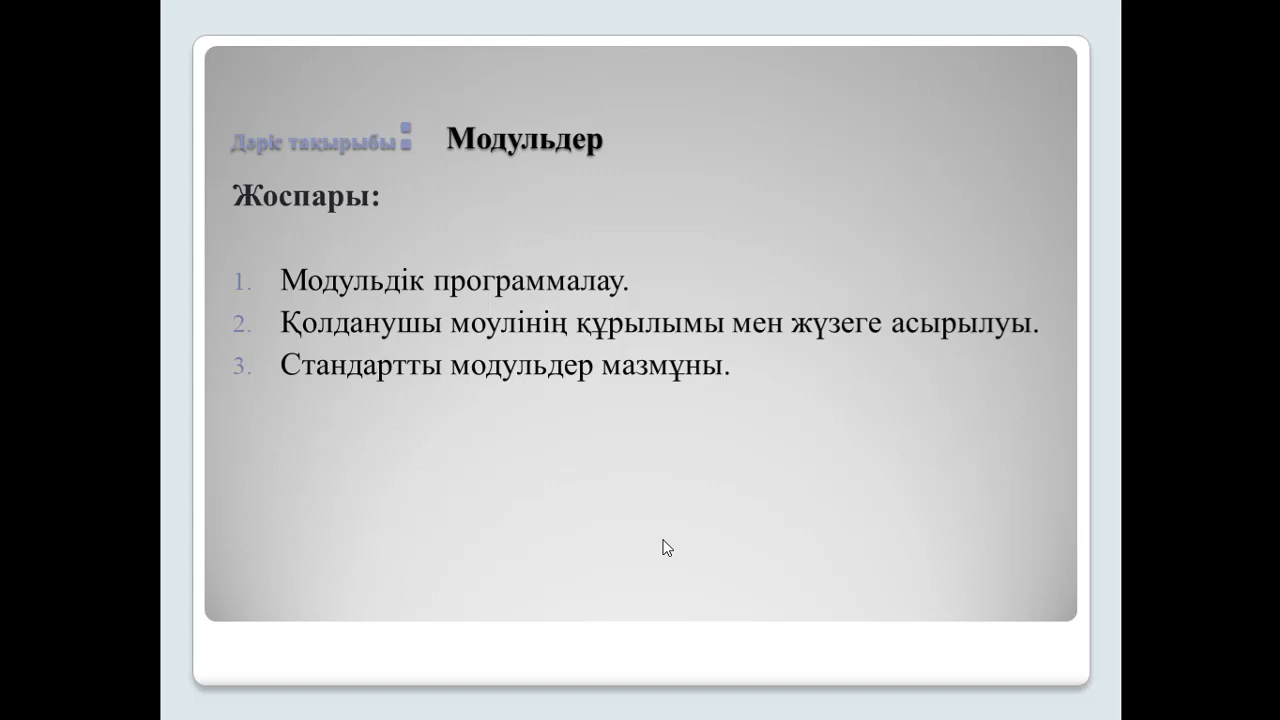 Дәріс тақырыбы: Модульдер
Жоспары:
1. Модульдік программалау.
2. Қолданушы моулінің құрылымы мен жүзеге асырылуы.
3. Стандартты модульдер мазмұны.